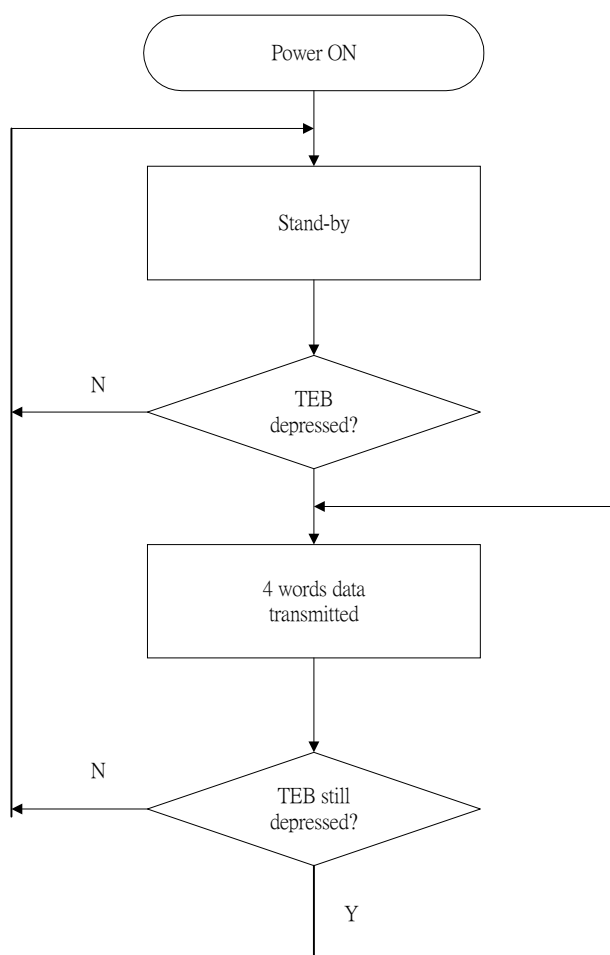 Power ON
Stand-by
N
TEB
depressed?
4 words data
transmitted
N
TEB still
depressed?
Y